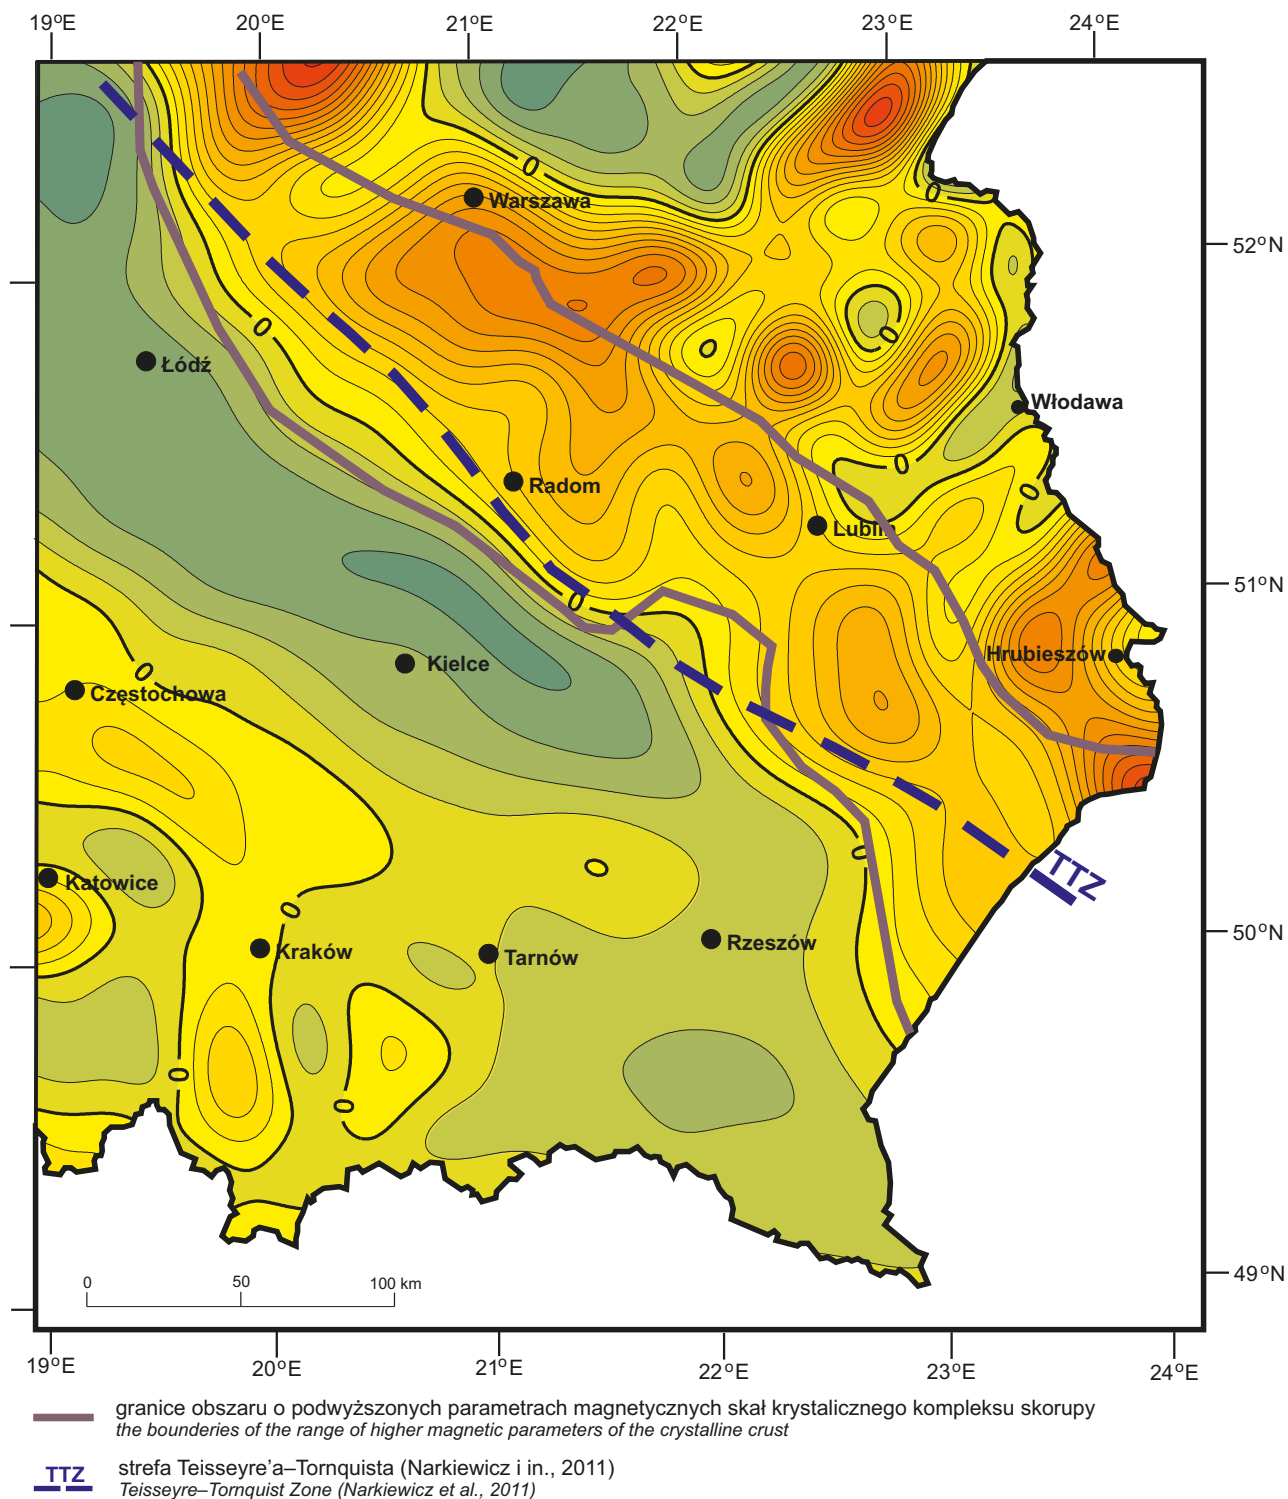 19°E 20°E 21°E 22°E 23°E 24°E
0
Warszawa
0
52°N
0
0
0
Łódź
Włodawa
0
0
Radom
Lublin
51°N
0
Hrubieszów
0
Kielce
Częstochowa
0
TTZ
0
Katowice
0
50°N
Rzeszów
Kraków
Tarnów
0
0
49°N
0 50 100 km
19°E 20°E 21°E 22°E 23°E 24°E
granice obszaru o podwyższonych parametrach magnetycznych skał krystalicznego kompleksu skorupy
the bounderies of the range of higher magnetic parameters of the crystalline crust
TTZ strefa Teisseyre'a–Tornquista (Narkiewicz i in., 2011)
Teisseyre–Tornquist Zone (Narkiewicz et al., 2011)